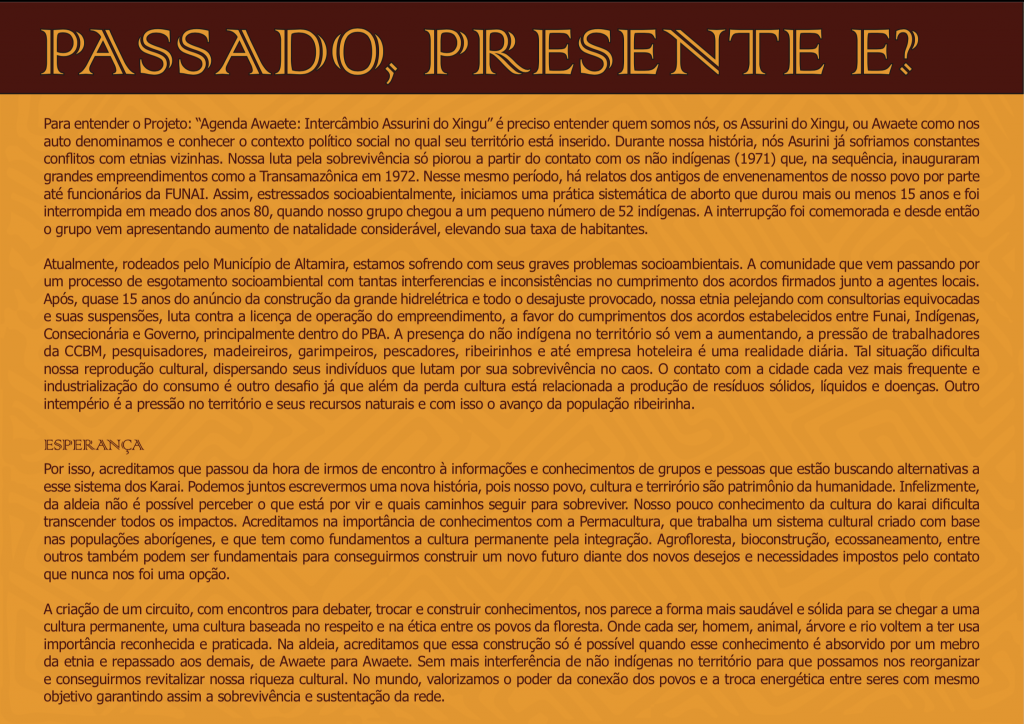 PASSADO, PRESENTE E?
Para entender o Projeto: “Agenda Awaete: Intercâmbio Assurini do Xingu” é preciso entender quem somos nós, os Assurini do Xingu, ou Awaete como nos
auto denominamos e conhecer o contexto político social no qual seu território está inserido. Durante nossa história, nós Asurini já sofriamos constantes
conflitos com etnias vizinhas. Nossa luta pela sobrevivência só piorou a partir do contato com os não indígenas (1971) que, na sequência, inauguraram
grandes empreendimentos como a Transamazônica em 1972. Nesse mesmo período, há relatos dos antigos de envenenamentos de nosso povo por parte
até funcionários da FUNAI. Assim, estressados socioabientalmente, iniciamos uma prática sistemática de aborto que durou mais ou menos 15 anos e foi
interrompida em meado dos anos 80, quando nosso grupo chegou a um pequeno número de 52 indígenas. A interrupção foi comemorada e desde então
o grupo vem apresentando aumento de natalidade considerável, elevando sua taxa de habitantes.
Atualmente, rodeados pelo Município de Altamira, estamos sofrendo com seus graves problemas socioambientais. A comunidade que vem passando por
um processo de esgotamento socioambiental com tantas interferencias e inconsistências no cumprimento dos acordos firmados junto a agentes locais.
Após, quase 15 anos do anúncio da construção da grande hidrelétrica e todo o desajuste provocado, nossa etnia pelejando com consultorias equivocadas
e suas suspensões, luta contra a licença de operação do empreendimento, a favor do cumprimentos dos acordos estabelecidos entre Funai, Indígenas,
Consecionária e Governo, principalmente dentro do PBA. A presença do não indígena no território só vem a aumentando, a pressão de trabalhadores
da CCBM, pesquisadores, madeireiros, garimpeiros, pescadores, ribeirinhos e até empresa hoteleira é uma realidade diária. Tal situação dificulta
nossa reprodução cultural, dispersando seus indivíduos que lutam por sua sobrevivência no caos. O contato com a cidade cada vez mais frequente e
industrialização do consumo é outro desafio já que além da perda cultura está relacionada a produção de resíduos sólidos, líquidos e doenças. Outro
intempério é a pressão no território e seus recursos naturais e com isso o avanço da população ribeirinha.
ESPERANÇA
Por isso, acreditamos que passou da hora de irmos de encontro à informações e conhecimentos de grupos e pessoas que estão buscando alternativas a
esse sistema dos Karai. Podemos juntos escrevermos uma nova história, pois nosso povo, cultura e terrirório são patrimônio da humanidade. Infelizmente,
da aldeia não é possível perceber o que está por vir e quais caminhos seguir para sobreviver. Nosso pouco conhecimento da cultura do karai dificulta
transcender todos os impactos. Acreditamos na importância de conhecimentos com a Permacultura, que trabalha um sistema cultural criado com base
nas populações aborígenes, e que tem como fundamentos a cultura permanente pela integração. Agrofloresta, bioconstrução, ecossaneamento, entre
outros também podem ser fundamentais para conseguirmos construir um novo futuro diante dos novos desejos e necessidades impostos pelo contato
que nunca nos foi uma opção.
A criação de um circuito, com encontros para debater, trocar e construir conhecimentos, nos parece a forma mais saudável e sólida para se chegar a uma
cultura permanente, uma cultura baseada no respeito e na ética entre os povos da floresta. Onde cada ser, homem, animal, árvore e rio voltem a ter usa
importância reconhecida e praticada. Na aldeia, acreditamos que essa construção só é possível quando esse conhecimento é absorvido por um mebro
da etnia e repassado aos demais, de Awaete para Awaete. Sem mais interferência de não indígenas no território para que possamos nos reorganizar
e conseguirmos revitalizar nossa riqueza cultural. No mundo, valorizamos o poder da conexão dos povos e a troca energética entre seres com mesmo
objetivo garantindo assim a sobrevivência e sustentação da rede.